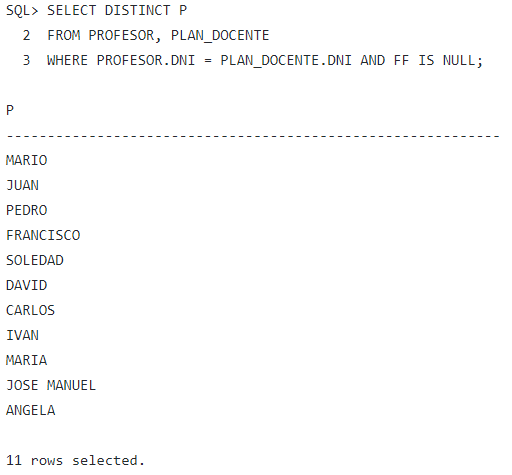 SQL> SELECT DISTINCT P
2 FROM PROFESOR, PLAN_DOCENTE
3 WHERE PROFESOR.DNI = PLAN_DOCENTE.DNI AND FF IS NULL;
P
------------------------------------------------------------
MARIO
JUAN
PEDRO
FRANCISCO
SOLEDAD
DAVID
CARLOS
IVAN
MARIA
JOSE MANUEL
ANGELA
11 rows selected.